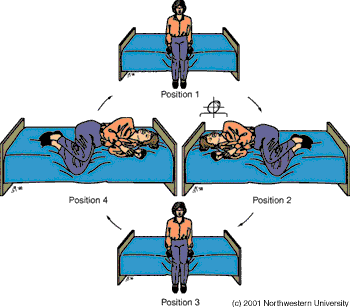 Position 1
Position 4
Position 2
Position 3
(c) 2001 Northwestern University